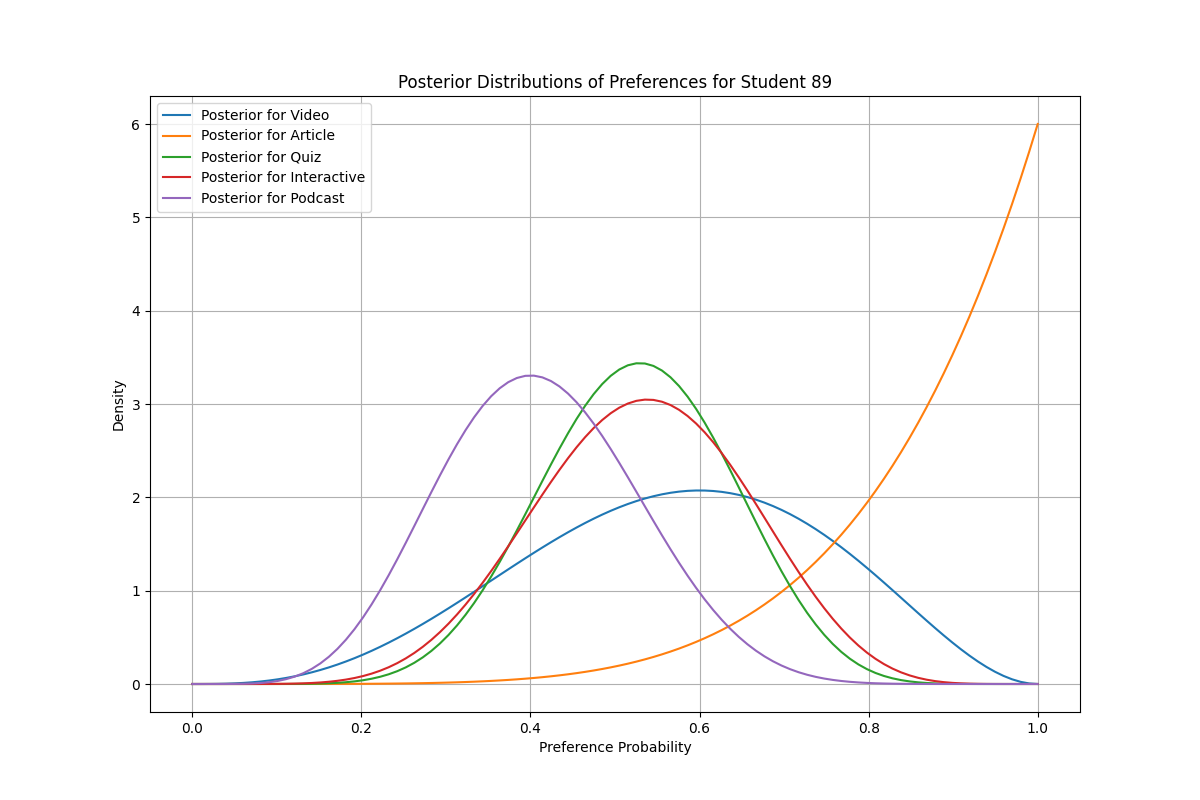 Posterior Distributions of Preferences for Student 89
Posterior for Video
Posterior for Article
Posterior for Quiz
Posterior for Interactive
Posterior for Podcast
Density
6
5
4
3
2
1
0
0.0 0.2 0.4 0.6 0.8 1.0
Preference Probability